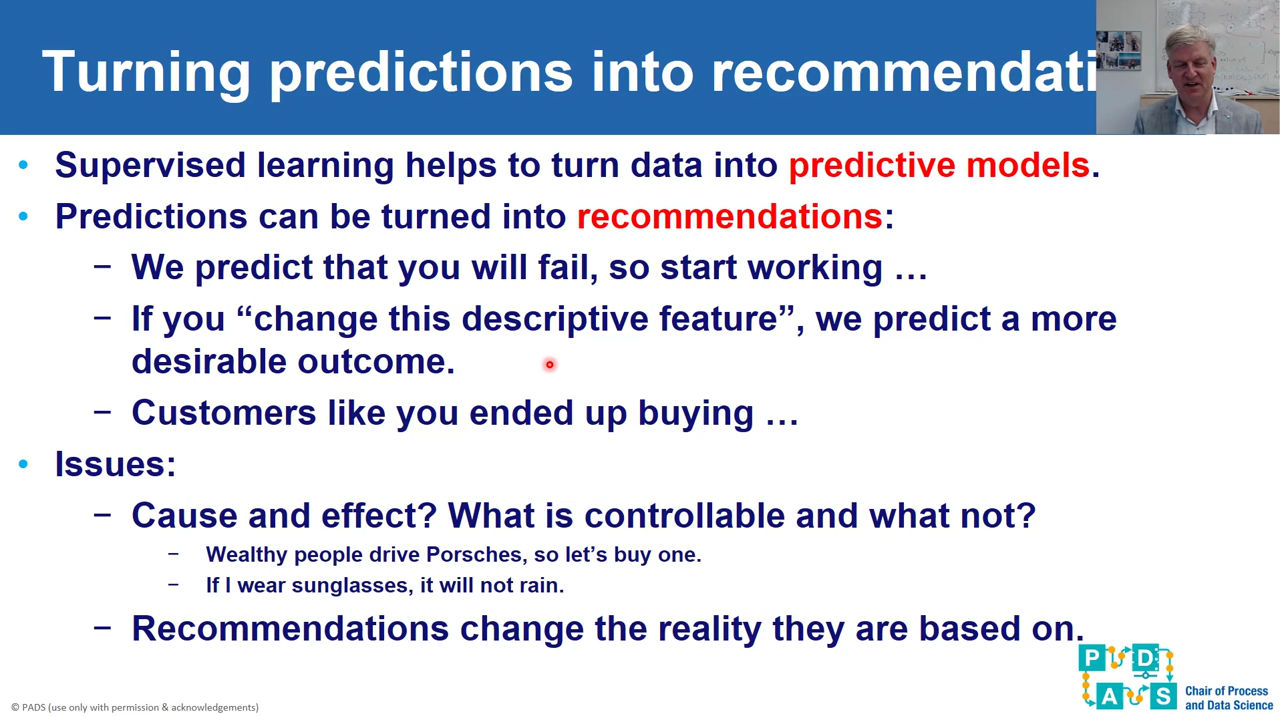 Turning predictions into recommendati
• Supervised learning helps to turn data into predictive models.
• Predictions can be turned into recommendations:
– We predict that you will fail, so start working …
– If you “change this descriptive feature”, we predict a more
desirable outcome.
– Customers like you ended up buying …
• Issues:
– Cause and effect? What is controllable and what not?
– Wealthy people drive Porsches, so let’s buy one.
– If I wear sunglasses, it will not rain.
– Recommendations change the reality they are based on.
P D
A S
Chair of Process
and Data Science
© PADS (use only with permission & acknowledgements)